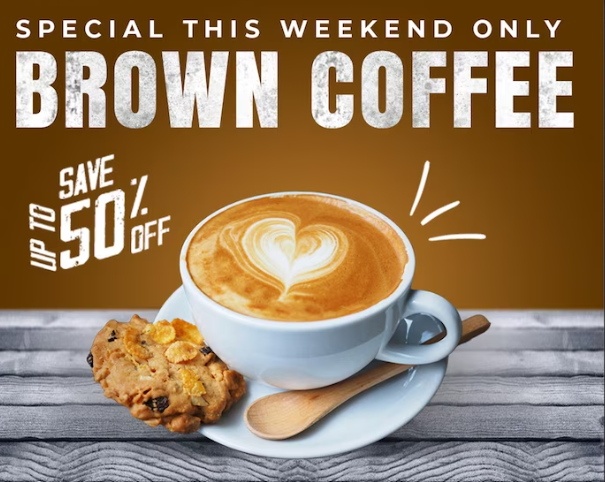 SPECIAL THIS WEEKEND ONLY
BROWN COFFEE
SAVE
UP TO 50%
OFF